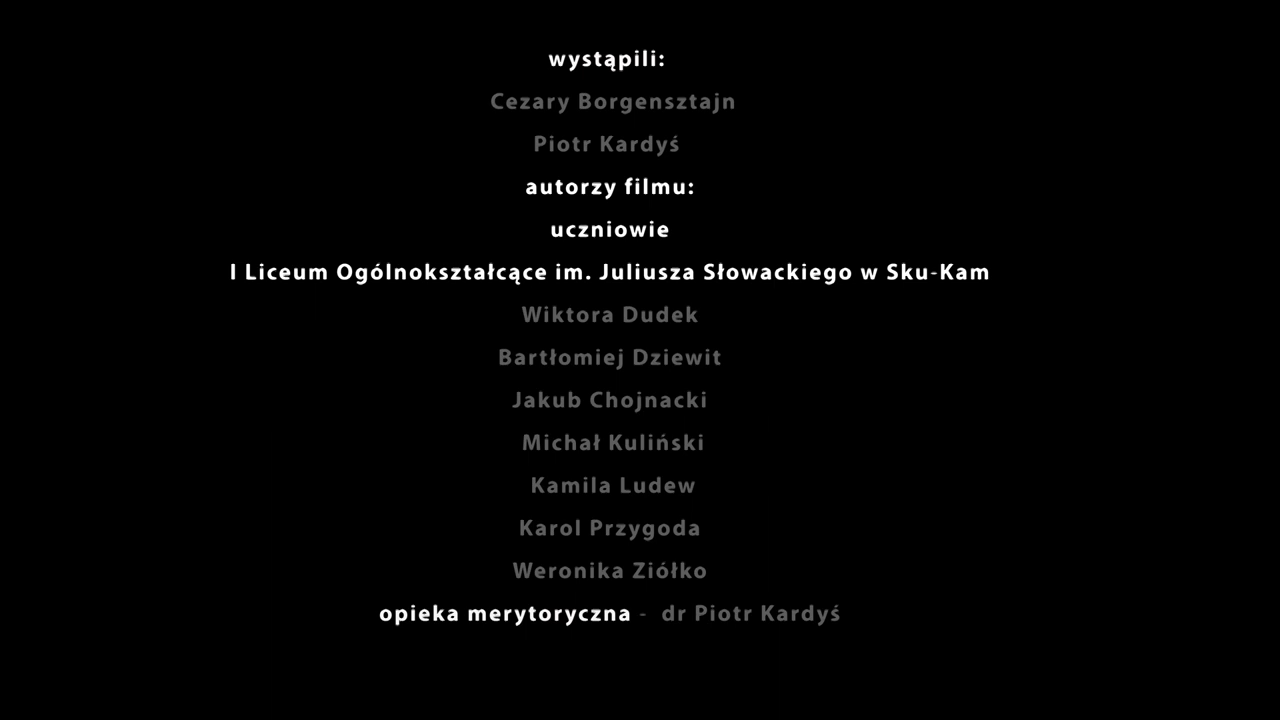 wystąpili:
Cezary Borgensztajn
Piotr Kardyś
autorzy filmu:
uczniowie
I Liceum Ogólnokształcące im. Juliusza Słowackiego w Sku-Kam
Wiktora Dudek
Bartłomiej Dziewit
Jakub Chojnacki
Michał Kuliński
Kamila Ludew
Karol Przygoda
Weronika Ziółko
opieka merytoryczna - dr Piotr Kardyś